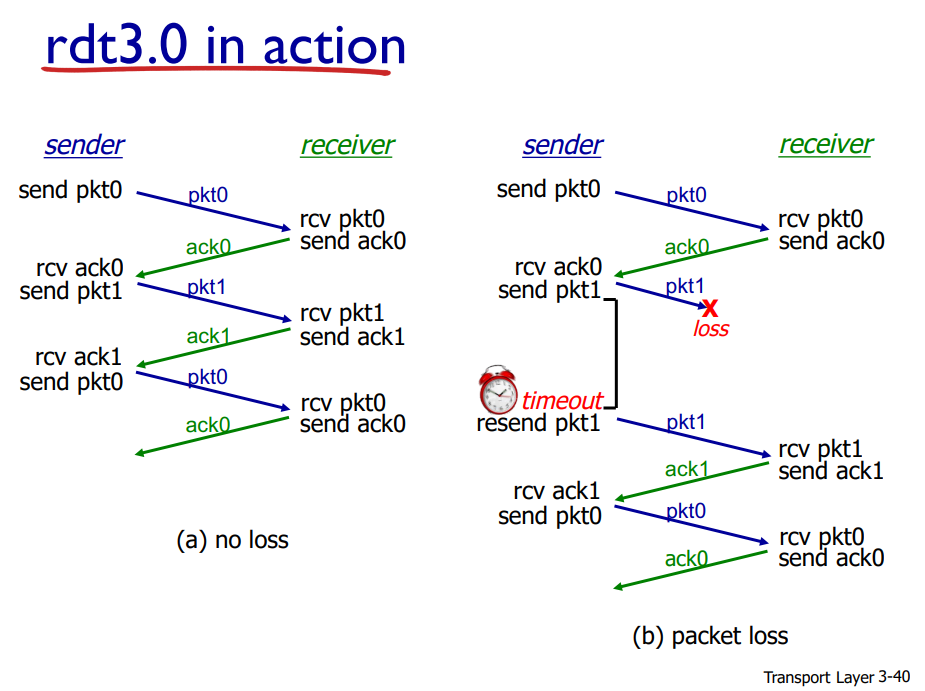 rdt3.0 in action
sender
receiver
send pkt0
pkt0
rcv pkt0
send ack0
ack0
rcv ack0
send pkt1
pkt1
rcv pkt1
send ack1
ack1
rcv ack1
send pkt0
pkt0
rcv pkt0
send ack0
ack0
(a) no loss
sender
receiver
send pkt0
pkt0
rcv pkt0
send ack0
ack0
rcv ack0
send pkt1
pkt1
X
loss
timeout
resend pkt1
pkt1
rcv pkt1
send ack1
ack1
rcv ack1
send pkt0
pkt0
rcv pkt0
send ack0
ack0
(b) packet loss
Transport Layer 3-40